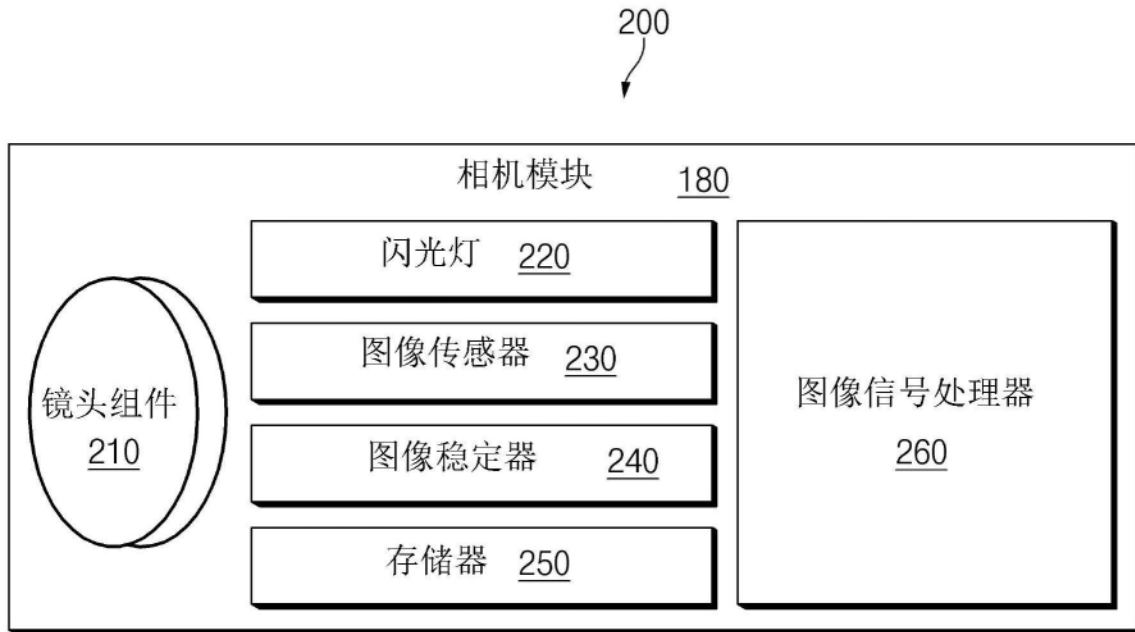 200
相机模块 180
闪光灯 220
图像传感器 230
图像稳定器 240
存储器 250
镜头组件
210
图像信号处理器
260